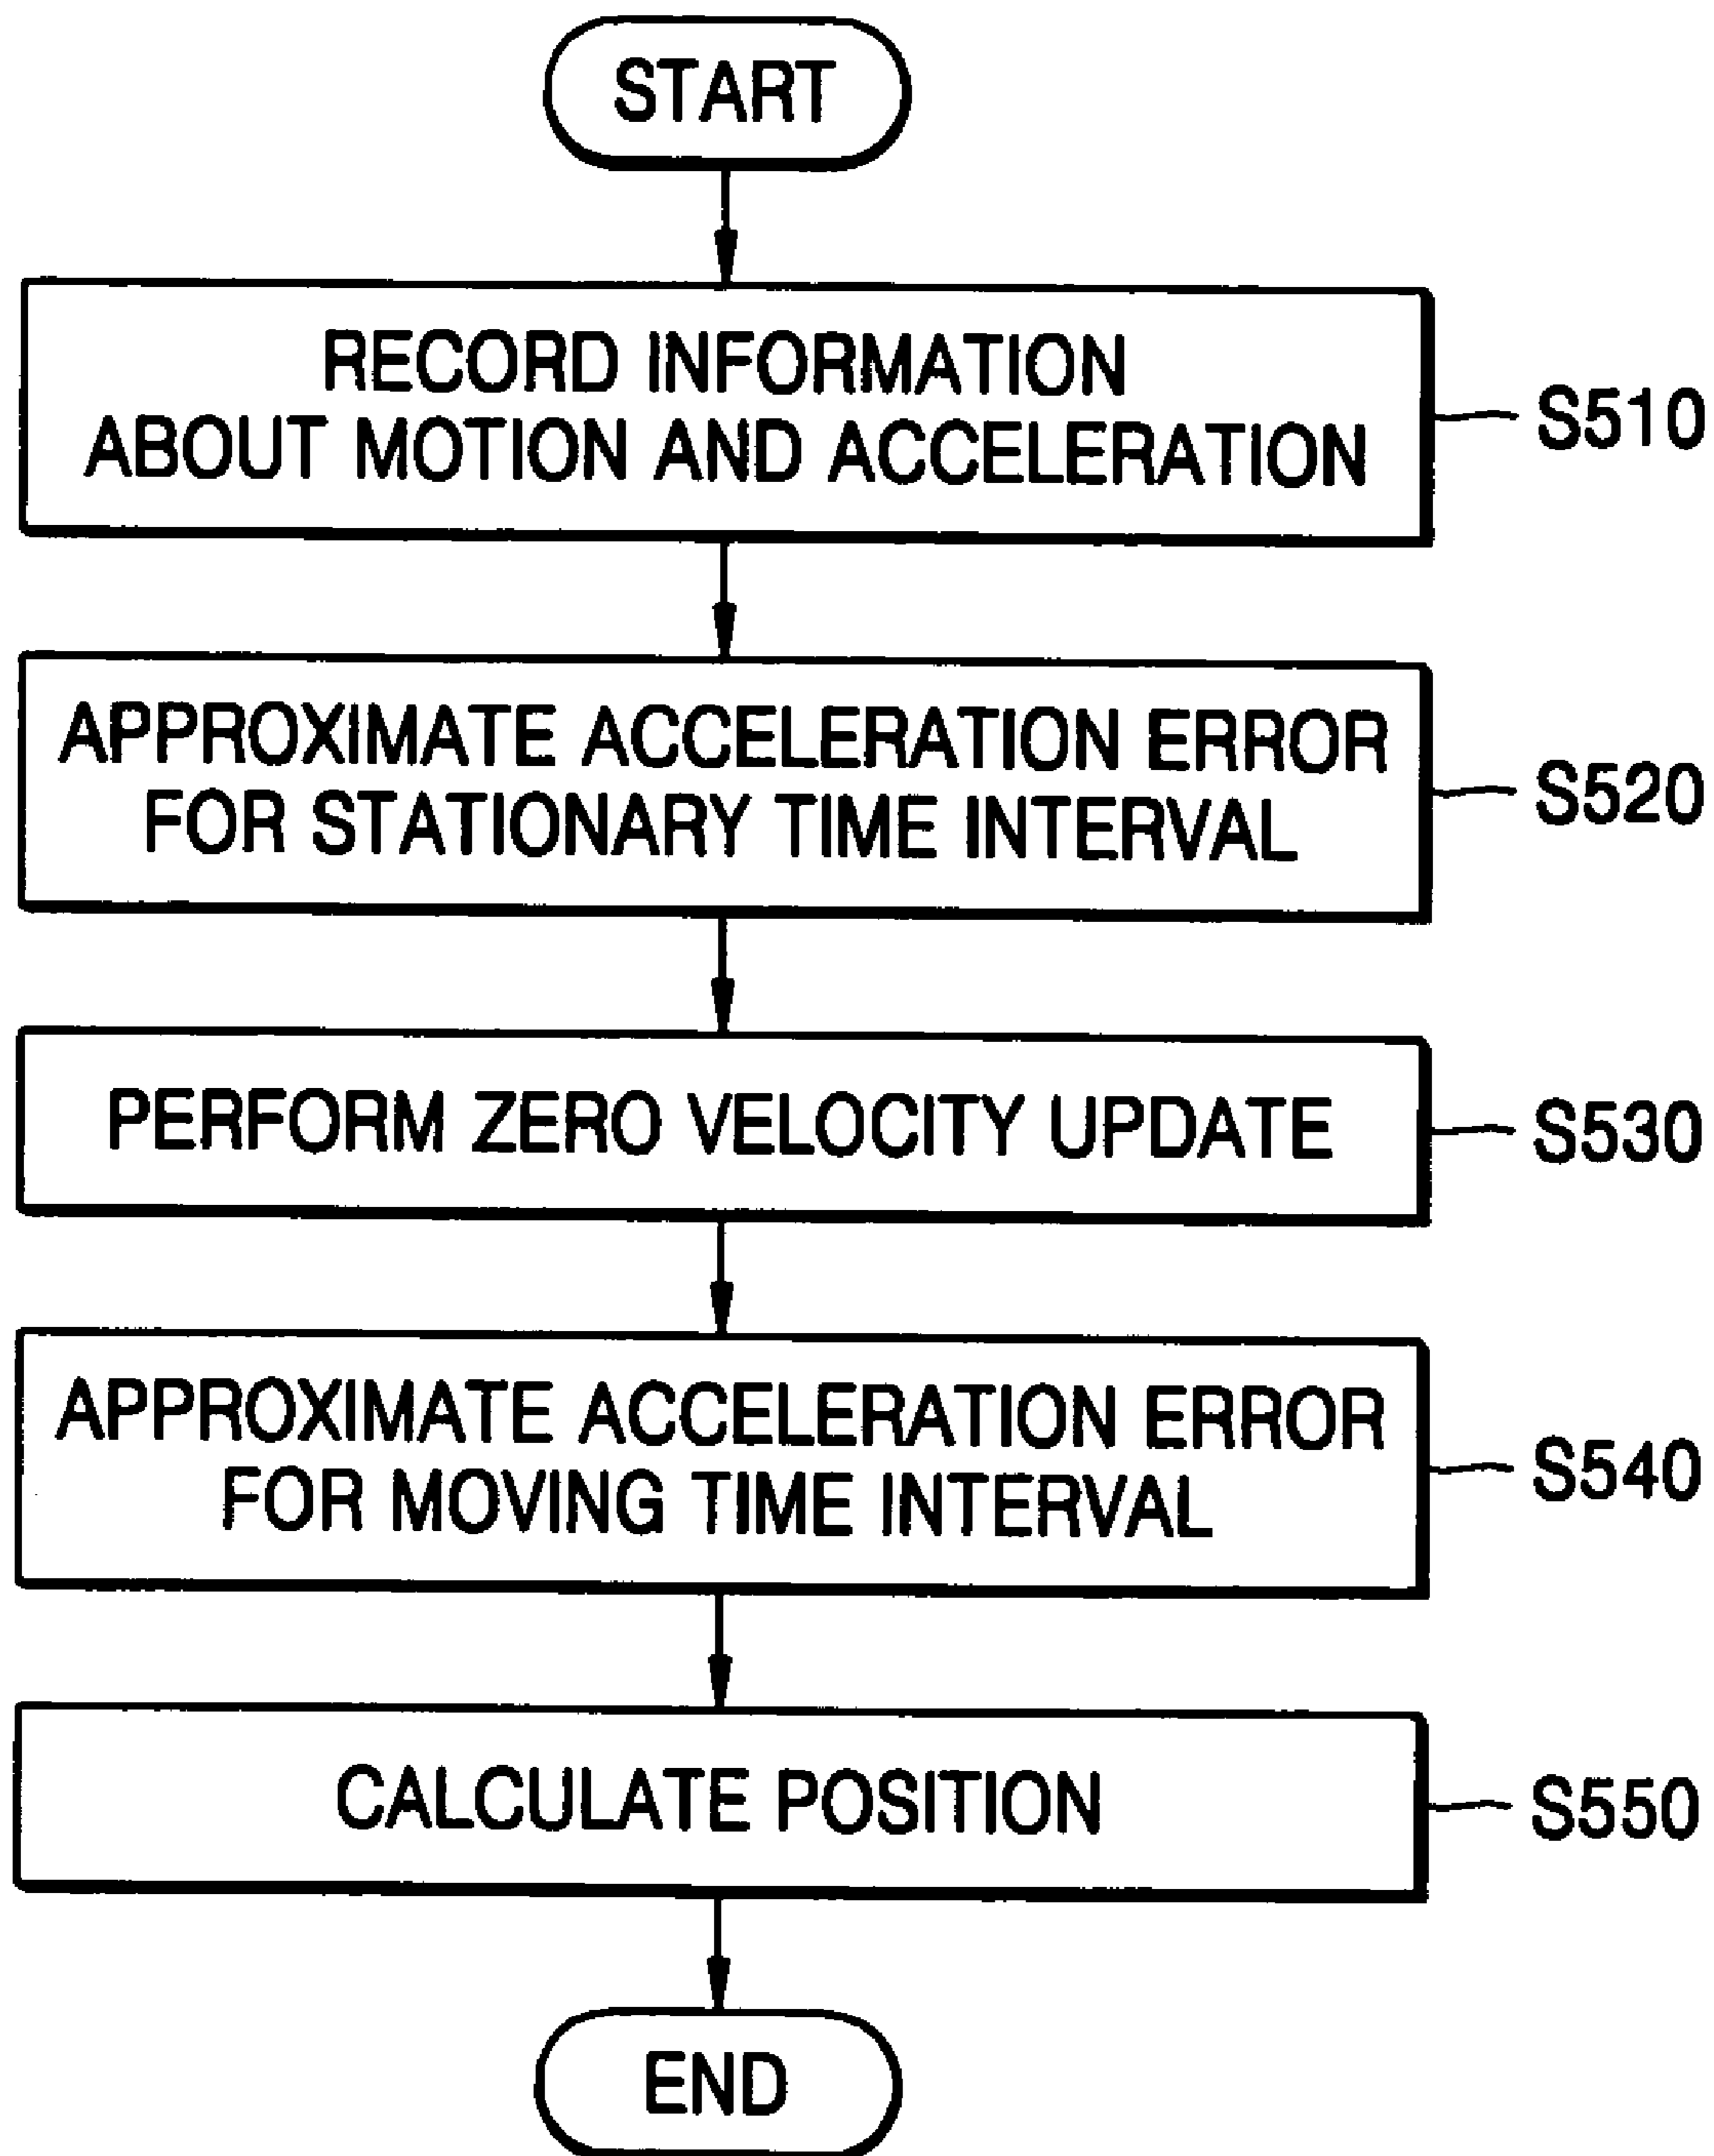 START
RECORD INFORMATION
ABOUT MOTION AND ACCELERATION
S510
APPROXIMATE ACCELERATION ERROR
FOR STATIONARY TIME INTERVAL
S520
PERFORM ZERO VELOCITY UPDATE
S530
APPROXIMATE ACCELERATION ERROR
FOR MOVING TIME INTERVAL
S540
CALCULATE POSITION
S550
END